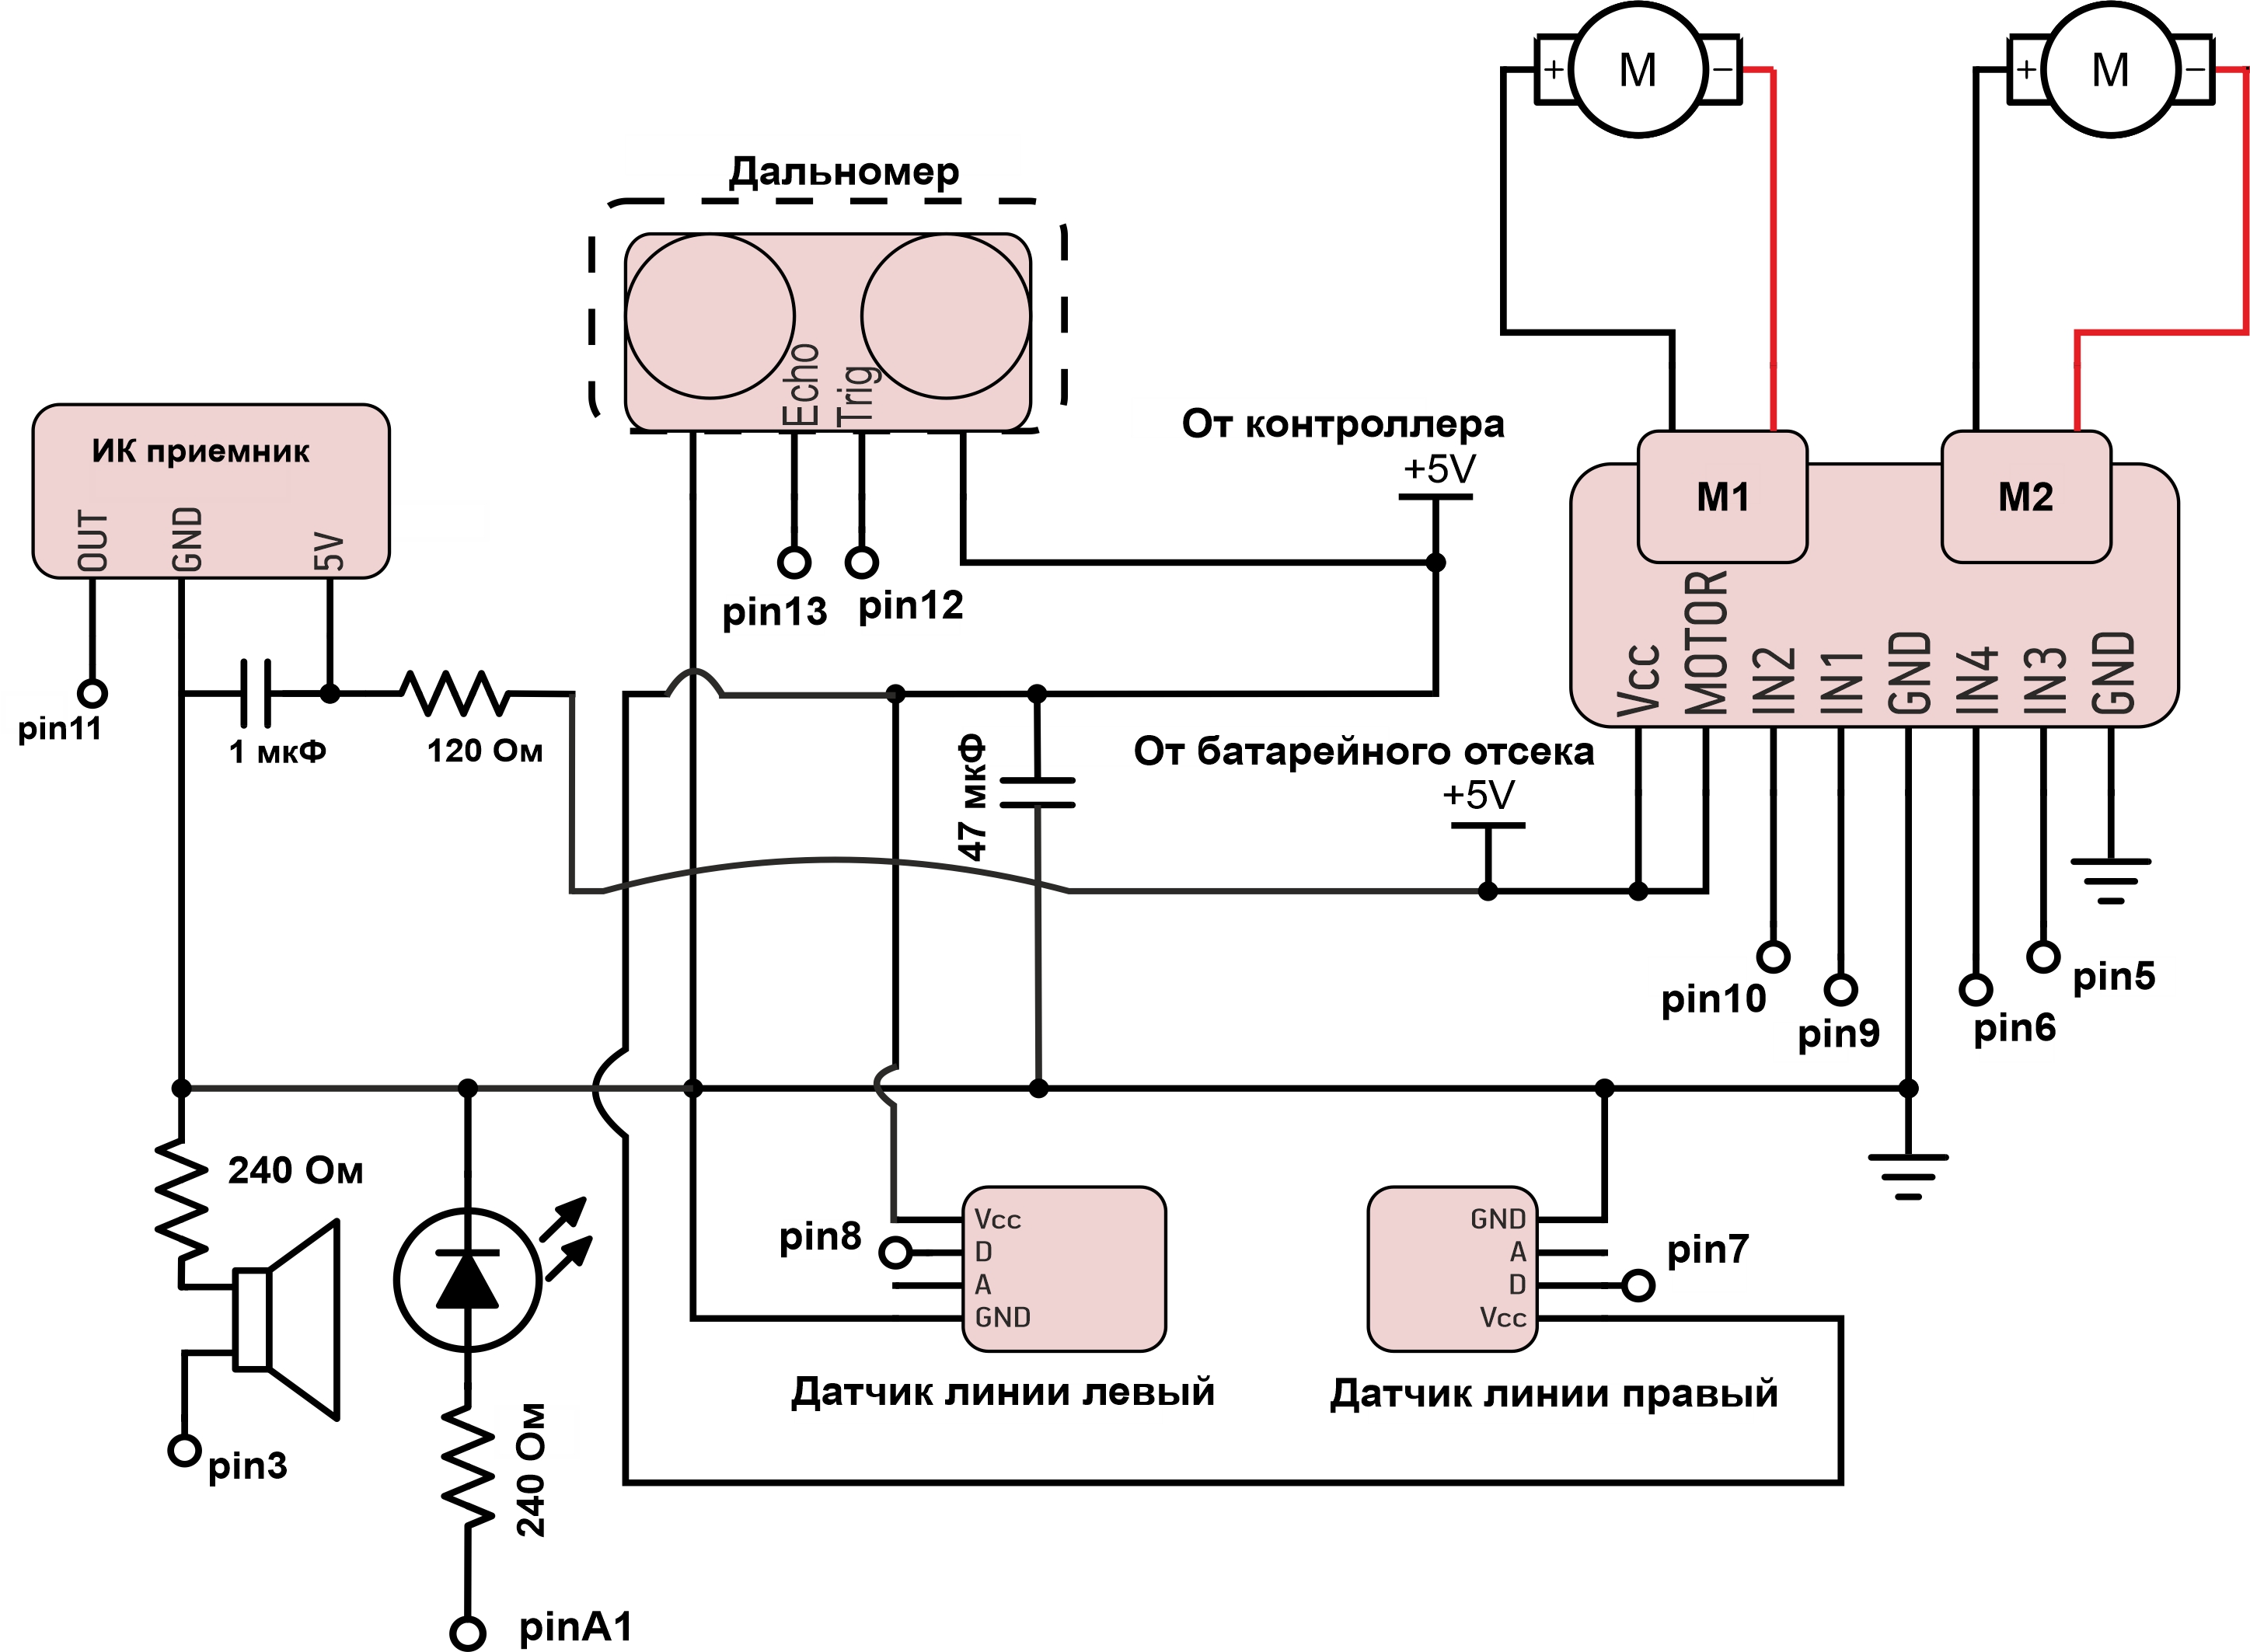 + M −
+ M −
Дальномер
Echo
Trig
От контроллера
+5V
ИК приемник
OUT
GND
5V
M1
M2
pin13
pin12
Vcc
MOTOR
IN2
IN1
GND
IN4
IN3
GND
pin11
1 мкФ
120 Ом
47 мкФ
От батарейного отсека
+5V
pin10
pin9
pin6
pin5
240 Ом
pin8
Vcc
D
A
GND
GND
A
D
Vcc
pin7
Датчик линии левый
Датчик линии правый
pin3
240 Ом
pinA1